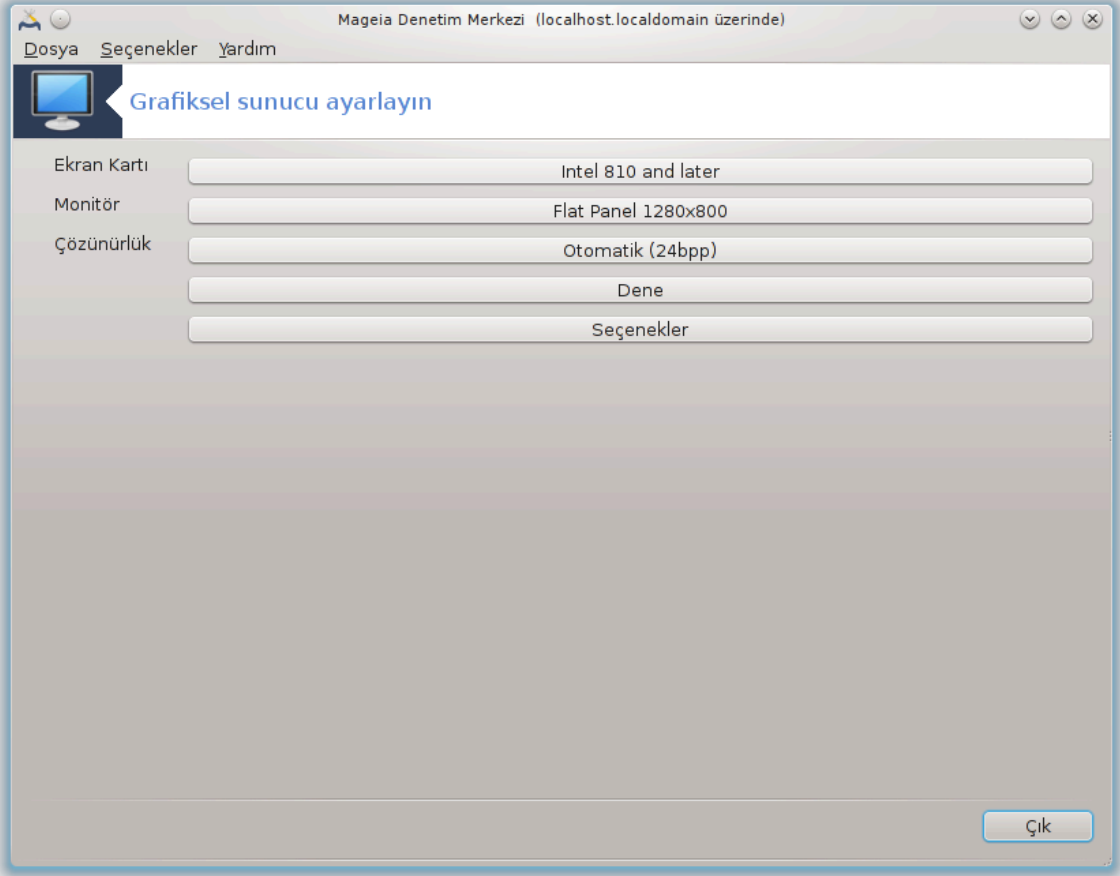 Mageia Denetim Merkezi (localhost.localdomain üzerinde)
Dosya Seçenekler Yardım
Grafiksel sunucu ayarlayın
Ekran Kartı Intel 810 and later
Monitör Flat Panel 1280x800
Çözünürlük Otomatik (24bpp)
Dene
Seçenekler
Çık